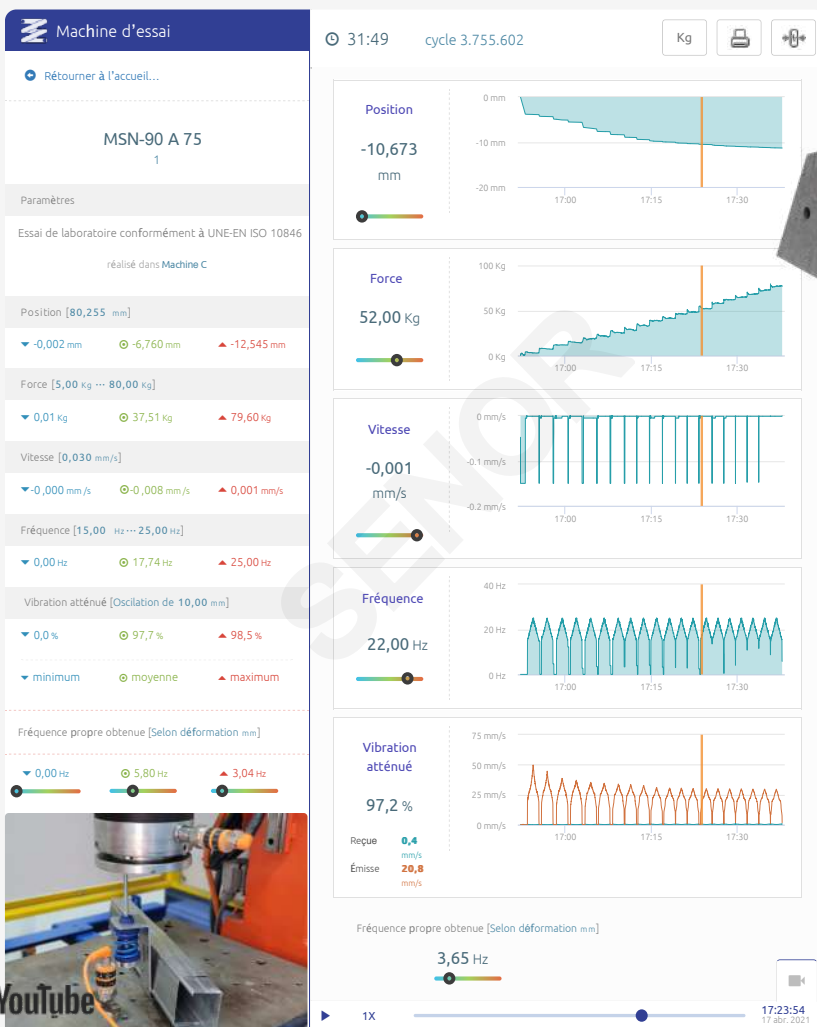 Machine d'essai
Rétourner à l'accueil...
MSN-90 A 75
1
Paramètres
Essai de laboratoire conformément à UNE-EN ISO 10846
réalisé dans Machine C
Position [80,255 mm]
-0,002 mm -6,760 mm -12,545 mm
Force [5,00 Kg ··· 80,00 Kg]
0,01 Kg 37,51 Kg 79,60 Kg
Vitesse [0,030 mm/s]
-0 ,000 mm /s -0 ,008 mm /s 0,001 mm/s
Fréquence [15,00 Hz ··· 25,00 Hz]
0,00 Hz 17,74 Hz 25,00 Hz
Vibration atténué [Oscilation de 10,00 mm]
0,0 % 97,7 % 98,5 %
minimum moyenne maximum
Fréquence propre obtenue [Selon déformation mm]
0,00 Hz 5,80 Hz 3,04 Hz
YouTube
31:49 cycle 3.755.602 Kg
Position
-10,673
mm
0 mm
-10 mm
-20 mm
17:00 17:15 17:30
Force
52,00 Kg
100 Kg
50 Kg
0 Kg
17:00 17:15 17:30
Vitesse
-0,001
mm/s
0 mm/s
-0.1 mm/s
-0.2 mm/s
17:00 17:15 17:30
Fréquence
22,00 Hz
40 Hz
20 Hz
0 Hz
17:00 17:15 17:30
Vibration
atténué
97,2 %
Reçue 0,4
mm/s
Émisse 20,8
mm/s
75 mm/s
50 mm/s
25 mm/s
0 mm/s
17:00 17:15 17:30
SENOR
Fréquence propre obtenue [Selon déformation mm]
3,65 Hz
1X
17:23:54
17 abr. 2021